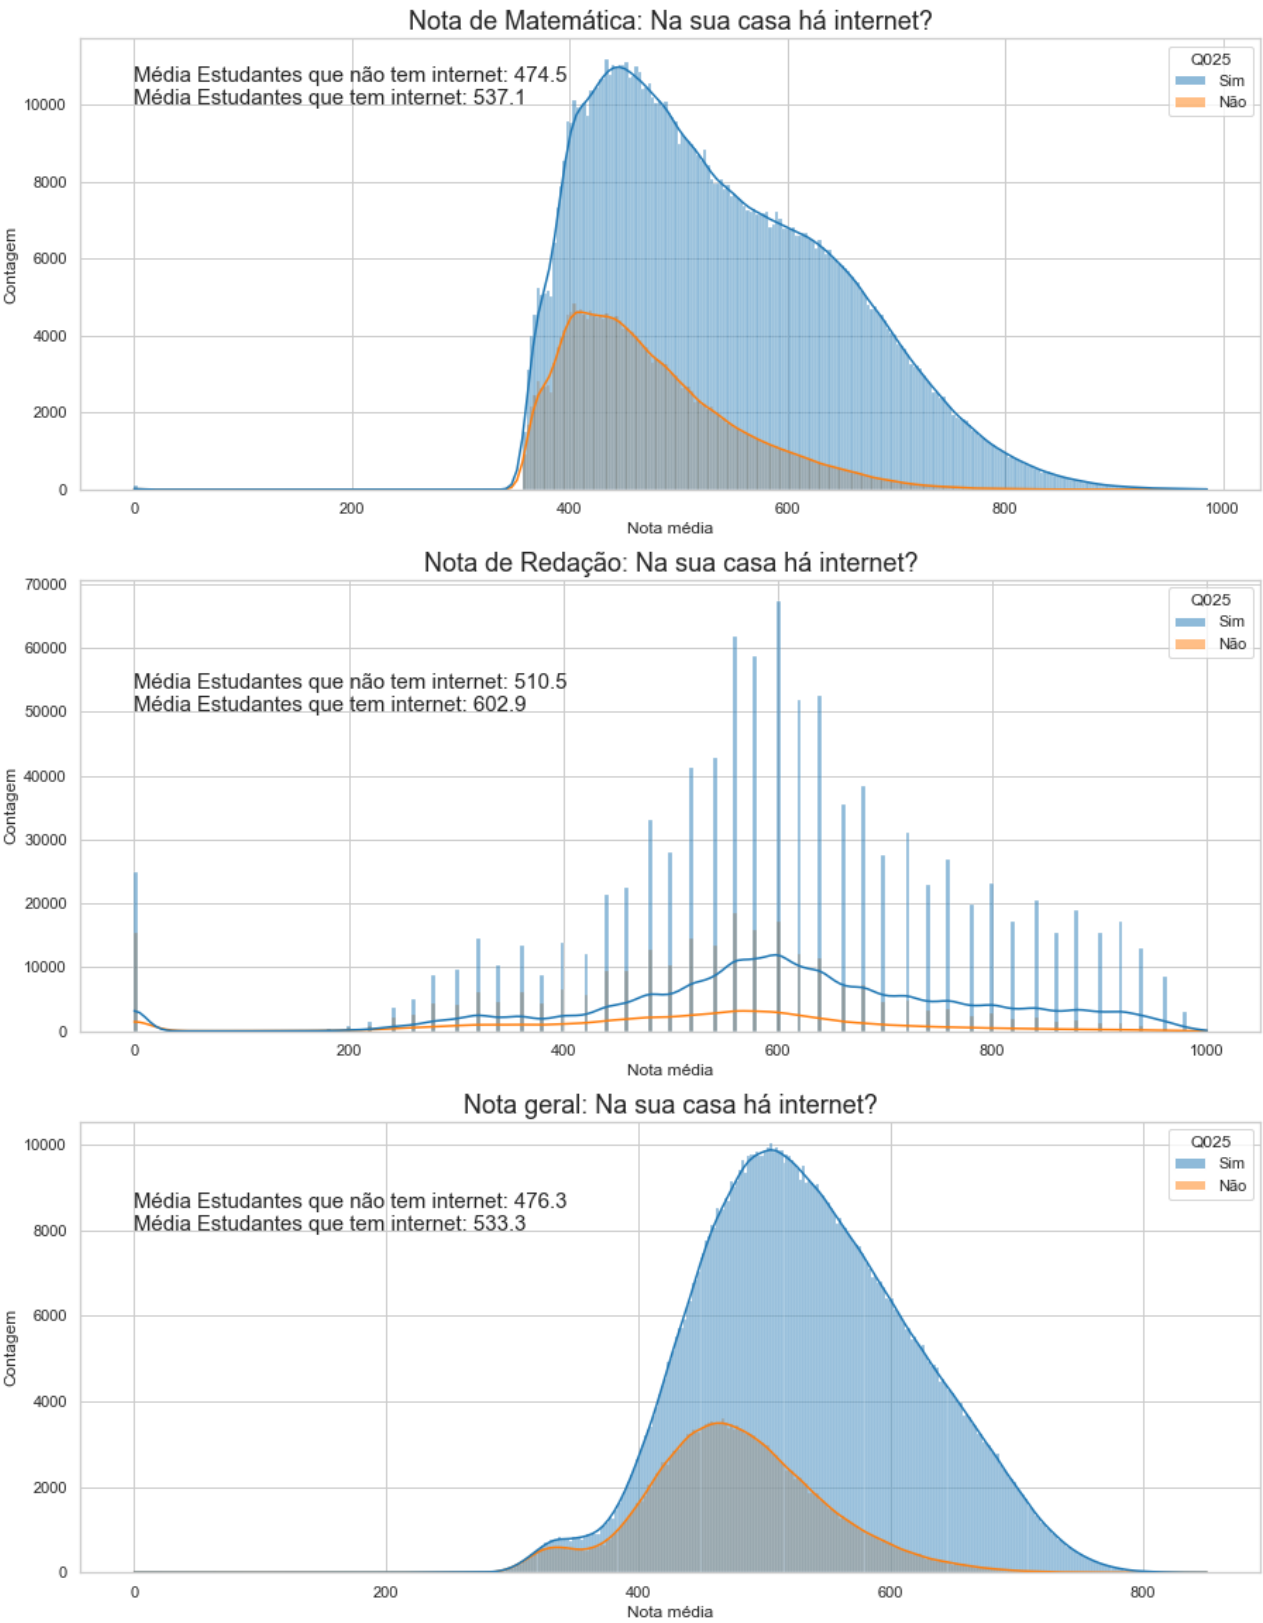 Nota de Matemática: Na sua casa há internet?
Média Estudantes que não tem internet: 474.5
Média Estudantes que tem internet: 537.1
Q025
Sim
Não
10000
8000
6000
4000
2000
0
Contagem
0 200 400 600 800 1000
Nota média
Nota de Redação: Na sua casa há internet?
Média Estudantes que não tem internet: 510.5
Média Estudantes que tem internet: 602.9
Q025
Sim
Não
70000
60000
50000
40000
30000
20000
10000
0
Contagem
0 200 400 600 800 1000
Nota média
Nota geral: Na sua casa há internet?
Média Estudantes que não tem internet: 476.3
Média Estudantes que tem internet: 533.3
Q025
Sim
Não
10000
8000
6000
4000
2000
0
Contagem
0 200 400 600 800
Nota média